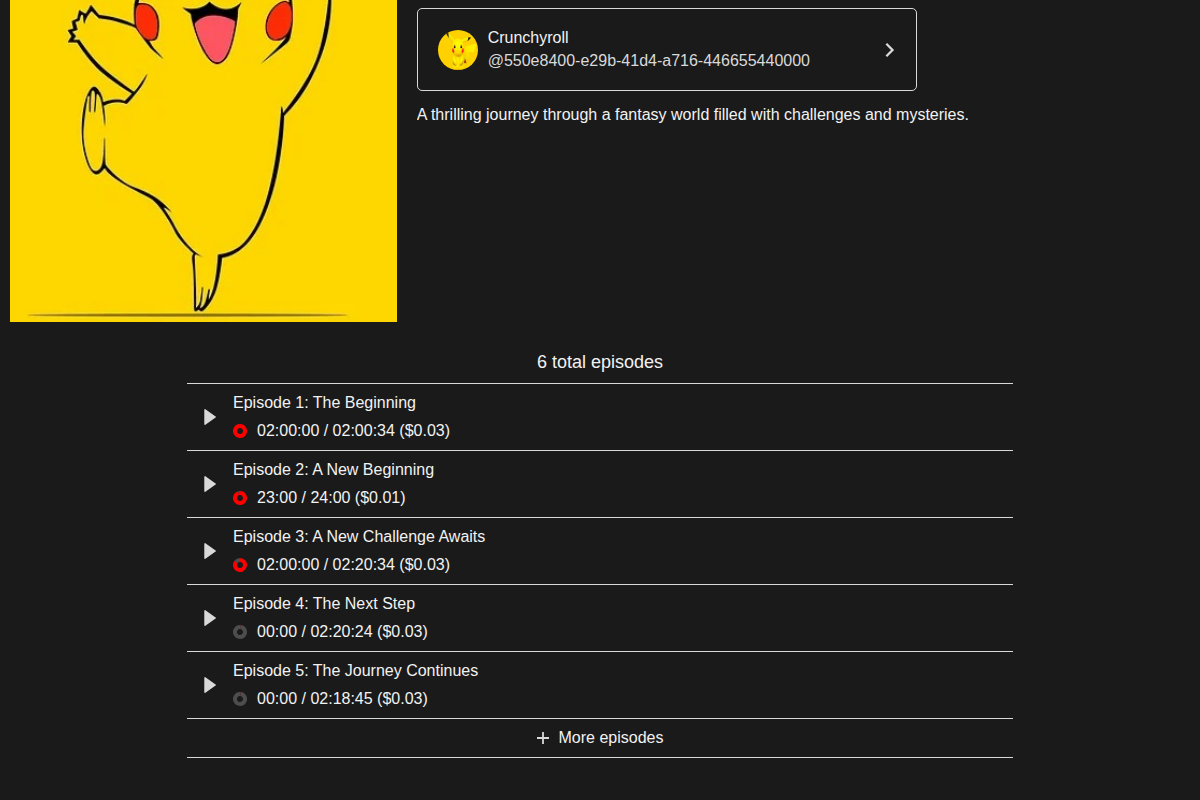 Crunchyroll
@550e8400-e29b-41d4-a716-446655440000
A thrilling journey through a fantasy world filled with challenges and mysteries.
6 total episodes
Episode 1: The Beginning
02:00:00 / 02:00:34 ($0.03)
Episode 2: A New Beginning
23:00 / 24:00 ($0.01)
Episode 3: A New Challenge Awaits
02:00:00 / 02:20:34 ($0.03)
Episode 4: The Next Step
00:00 / 02:20:24 ($0.03)
Episode 5: The Journey Continues
00:00 / 02:18:45 ($0.03)
More episodes